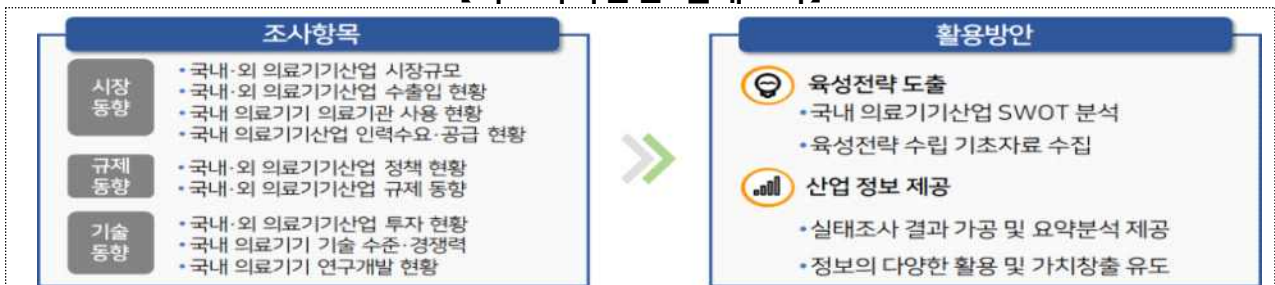 조사항목
시장
동향
•국내·외 의료기기산업 시장규모
•국내·외 의료기기산업 수출입 현황
•국내 의료기기 의료기관 사용 현황
•국내 의료기기산업 인력수요·공급 현황
규제
동향
•국내·외 의료기기산업 정책 현황
•국내·외 의료기기산업 규제 동향
기술
동향
•국내·외 의료기기산업 투자 현황
•국내 의료기기 기술 수준·경쟁력
•국내 의료기기 연구개발 현황
활용방안
육성전략 도출
•국내 의료기기산업 SWOT 분석
•육성전략 수립 기초자료 수집
산업 정보 제공
•실태조사 결과 가공 및 요약분석 제공
•정보의 다양한 활용 및 가치창출 유도